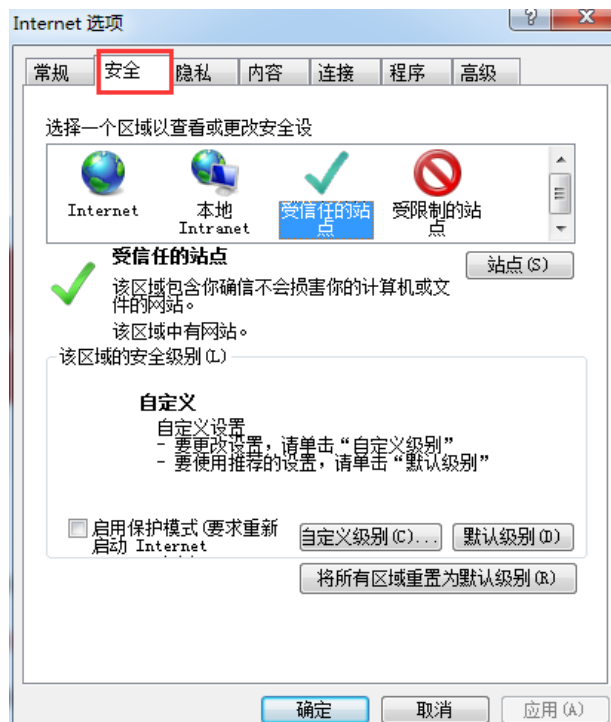 Internet 选项
常规 安全 隐私 内容 连接 程序 高级
选择一个区域以查看或更改安全设
Internet
本地
Intranet
受信任的站
点
受限制的站
点
受信任的站点
站点(S)
该区域包含你确信不会损害你的计算机或文
件的网站。
该区域中有网站。
该区域的安全级别(L)
自定义
自定义设置
- 要更改设置，请单击“自定义级别”
- 要使用推荐的设置，请单击“默认级别”
启用保护模式(要求重新
启动 Internet
自定义级别(C)... 默认级别(D)
将所有区域重置为默认级别(R)
确定 取消 应用(A)